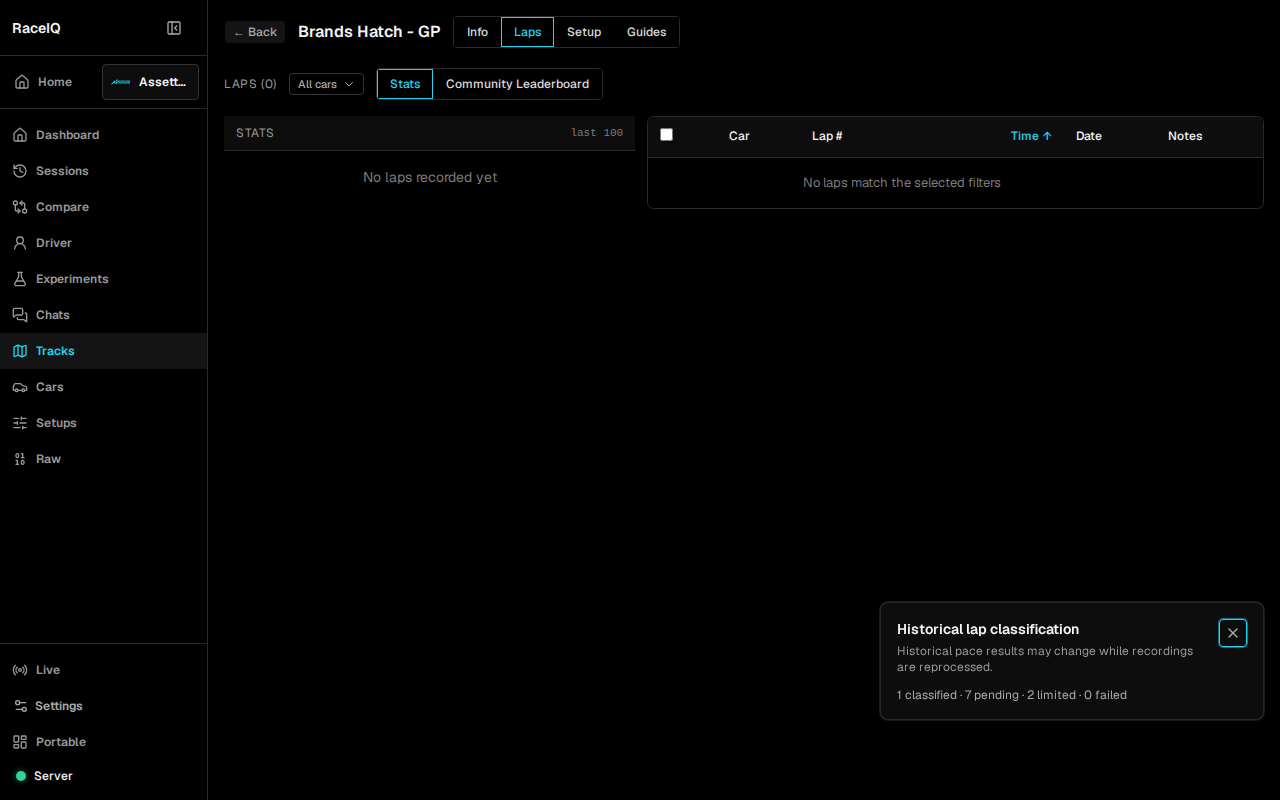 RaceIQ
Home
Assett...
Dashboard
Sessions
Compare
Driver
Experiments
Chats
Tracks
Cars
Setups
Raw
Live
Settings
Portable
Server
← Back
Brands Hatch - GP
Info
Laps
Setup
Guides
LAPS (0)
All cars
Stats
Community Leaderboard
STATS
last 100
No laps recorded yet
Car
Lap #
Time ↑
Date
Notes
No laps match the selected filters
Historical lap classification
Historical pace results may change while recordings
are reprocessed.
1 classified · 7 pending · 2 limited · 0 failed